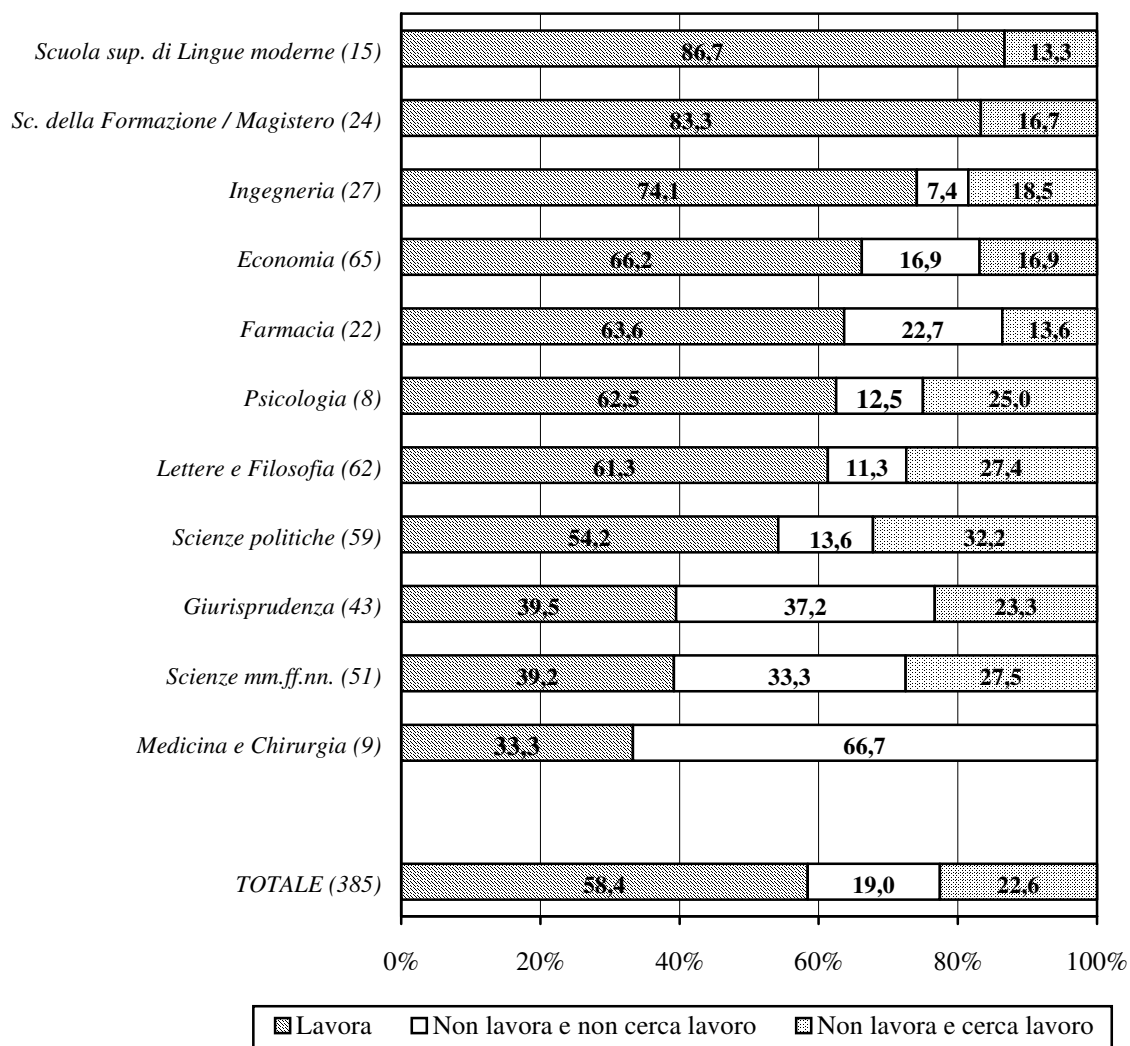 Scuola sup. di Lingue moderne (15) 86,7 13,3
Sc. della Formazione / Magistero (24) 83,3 16,7
Ingegneria (27) 74,1 7,4 18,5
Economia (65) 66,2 16,9 16,9
Farmacia (22) 63,6 22,7 13,6
Psicologia (8) 62,5 12,5 25,0
Lettere e Filosofia (62) 61,3 11,3 27,4
Scienze politiche (59) 54,2 13,6 32,2
Giurisprudenza (43) 39,5 37,2 23,3
Scienze mm.ff.nn. (51) 39,2 33,3 27,5
Medicina e Chirurgia (9) 33,3 66,7
TOTALE (385) 58,4 19,0 22,6
0% 20% 40% 60% 80% 100%
Lavora Non lavora e non cerca lavoro Non lavora e cerca lavoro